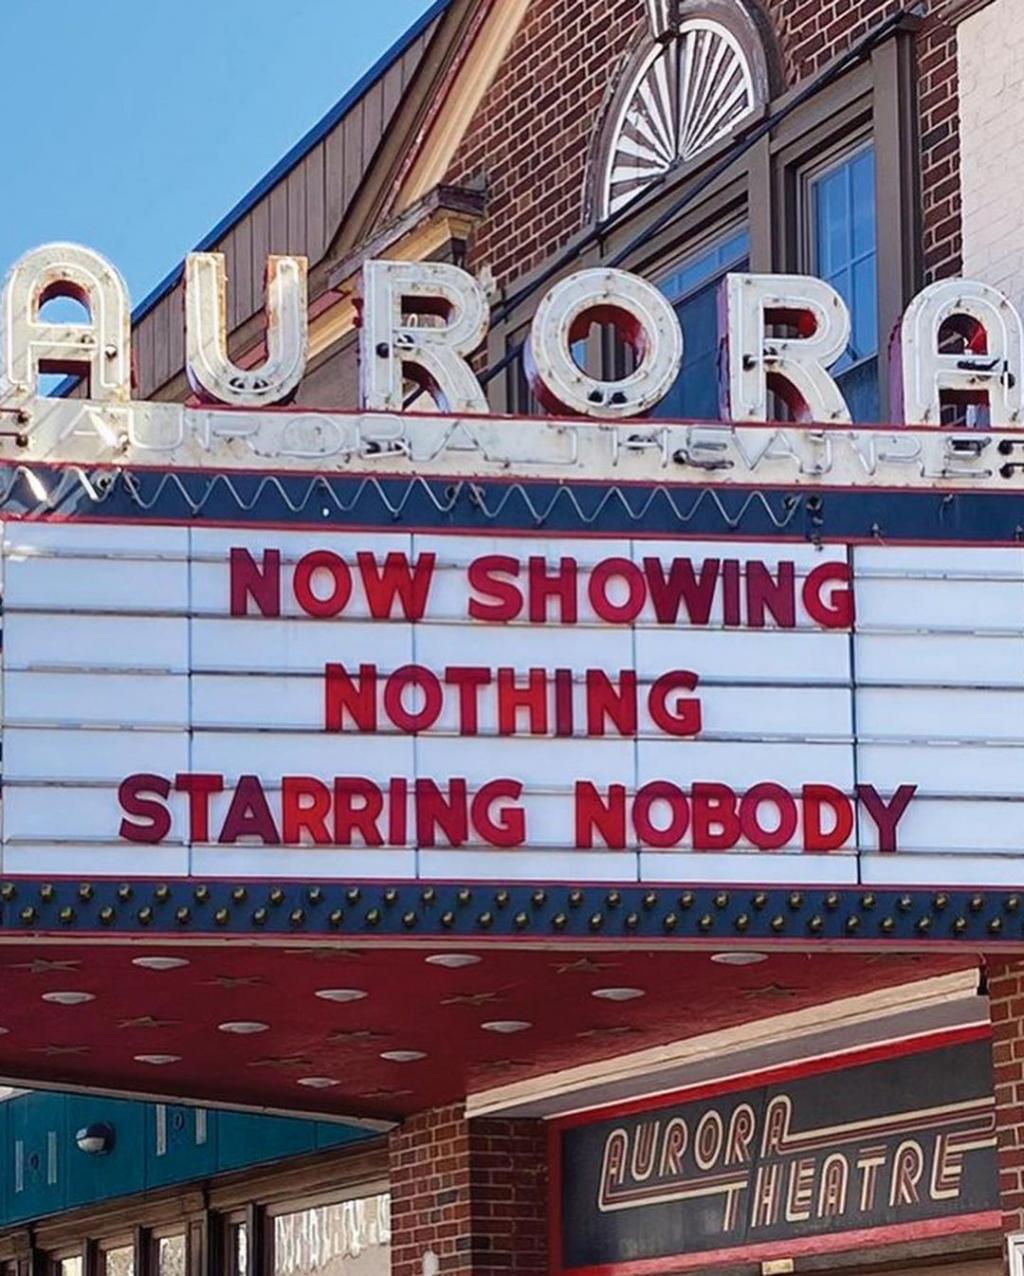 AURORA
AURORA THEATRE
NOW SHOWING
NOTHING
STARRING NOBODY
AURORA
THEATRE